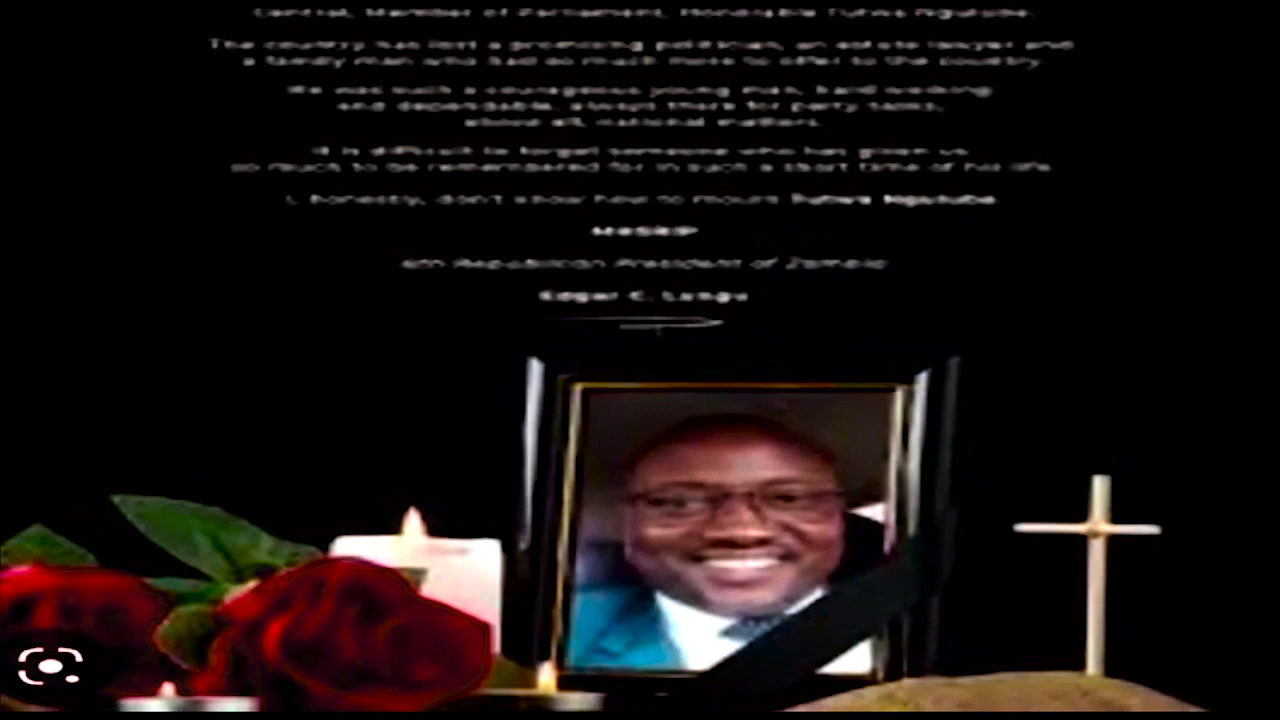 Central, Member of Parliament, Honorable Tutwa Ngulube.
The country has lost a promising politician, an astute lawyer and
a family man who had so much more to offer to the country.
He was such a courageous young man, hard working
and dependable, always there for party tasks,
above all, national matters.
It is difficult to forget someone who has given us
so much to be remembered for in such a short time of his life.
I, honestly, don't know how to mourn Tutwa Ngulube.
MHSRIP
6th Republican President of Zambia
Edgar C. Lungu